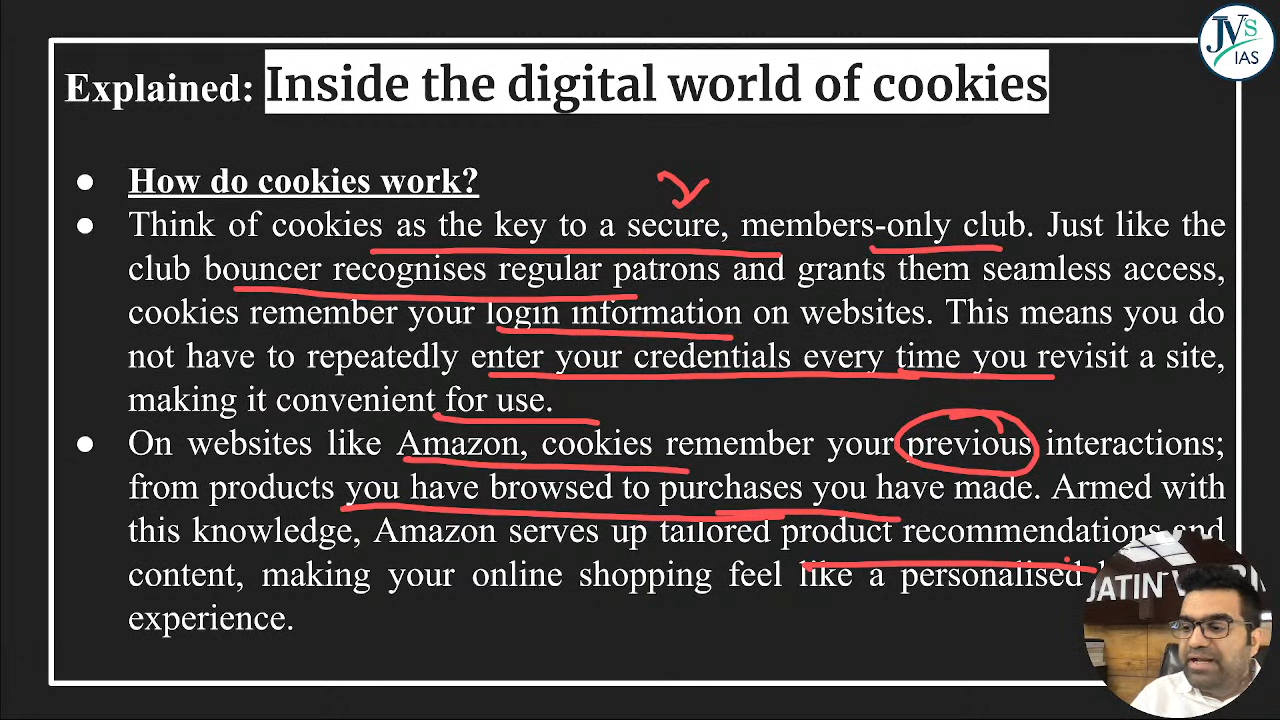 JVS
IAS
Explained: Inside the digital world of cookies
● How do cookies work?
● Think of cookies as the key to a secure, members-only club. Just like the
club bouncer recognises regular patrons and grants them seamless access,
cookies remember your login information on websites. This means you do
not have to repeatedly enter your credentials every time you revisit a site,
making it convenient for use.
● On websites like Amazon, cookies remember your previous interactions;
from products you have browsed to purchases you have made. Armed with
this knowledge, Amazon serves up tailored product recommendations and
content, making your online shopping feel like a personalised
experience.
JATIN